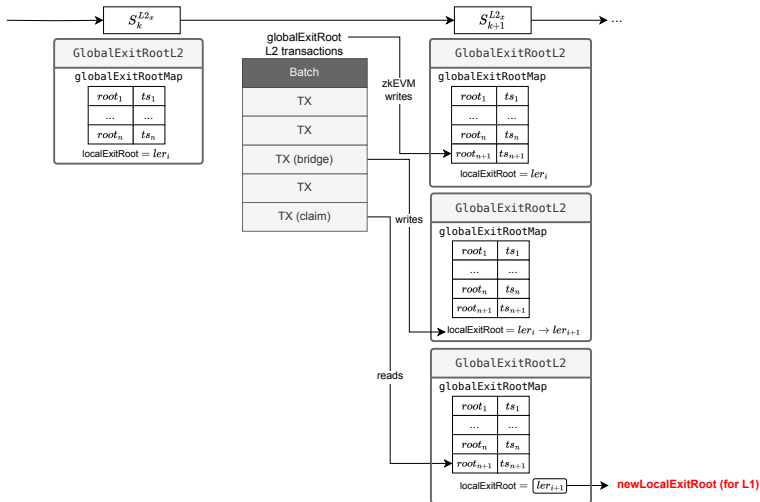 S_k^{L2_x}
S_{k+1}^{L2_x}
...
GlobalExitRootL2
globalExitRootMap
root_1 ts_1
... ...
root_n ts_n
localExitRoot = ler_i
globalExitRoot
L2 transactions
Batch
TX
TX
TX (bridge)
TX
TX (claim)
zkEVM
writes
writes
reads
GlobalExitRootL2
globalExitRootMap
root_1 ts_1
... ...
root_n ts_n
root_{n+1} ts_{n+1}
localExitRoot = ler_i
GlobalExitRootL2
globalExitRootMap
root_1 ts_1
... ...
root_n ts_n
root_{n+1} ts_{n+1}
localExitRoot = ler_i → ler_{i+1}
GlobalExitRootL2
globalExitRootMap
root_1 ts_1
... ...
root_n ts_n
root_{n+1} ts_{n+1}
localExitRoot = ler_{i+1}
newLocalExitRoot (for L1)